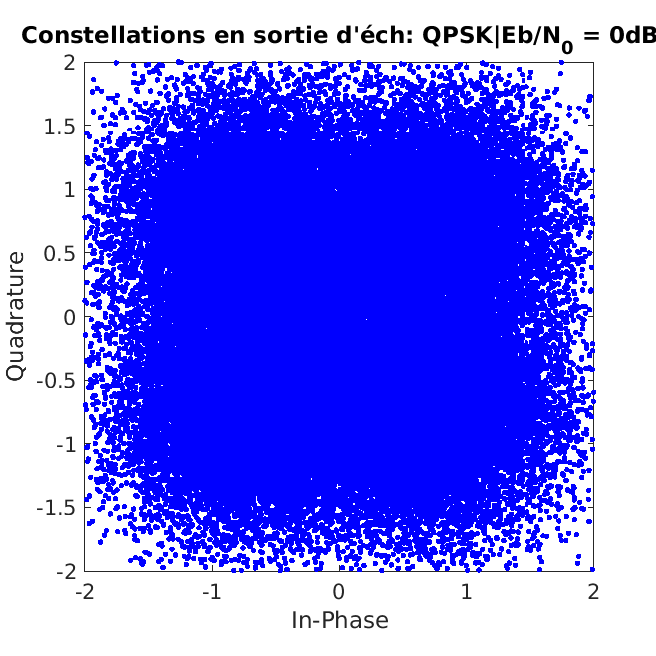 Constellations en sortie d'éch: QPSK|Eb/N0 = 0dB
2
1.5
1
0.5
0
-0.5
-1
-1.5
-2
Quadrature
-2 -1 0 1 2
In-Phase